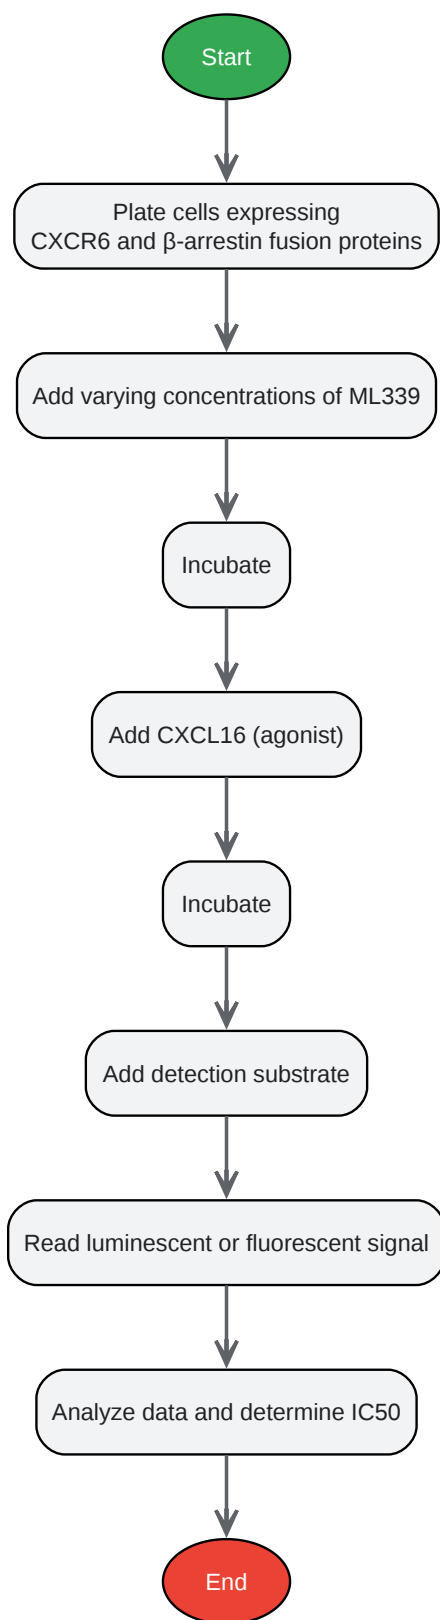 Start
Plate cells expressing
CXCR6 and β-arrestin fusion proteins
Add varying concentrations of ML339
Incubate
Add CXCL16 (agonist)
Incubate
Add detection substrate
Read luminescent or fluorescent signal
Analyze data and determine IC50
End